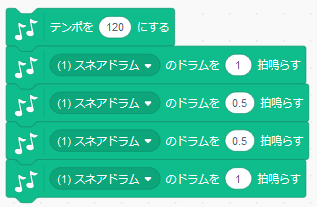 テンポを 120 にする
(1) スネアドラム のドラムを 1 拍鳴らす
(1) スネアドラム のドラムを 0.5 拍鳴らす
(1) スネアドラム のドラムを 0.5 拍鳴らす
(1) スネアドラム のドラムを 1 拍鳴らす